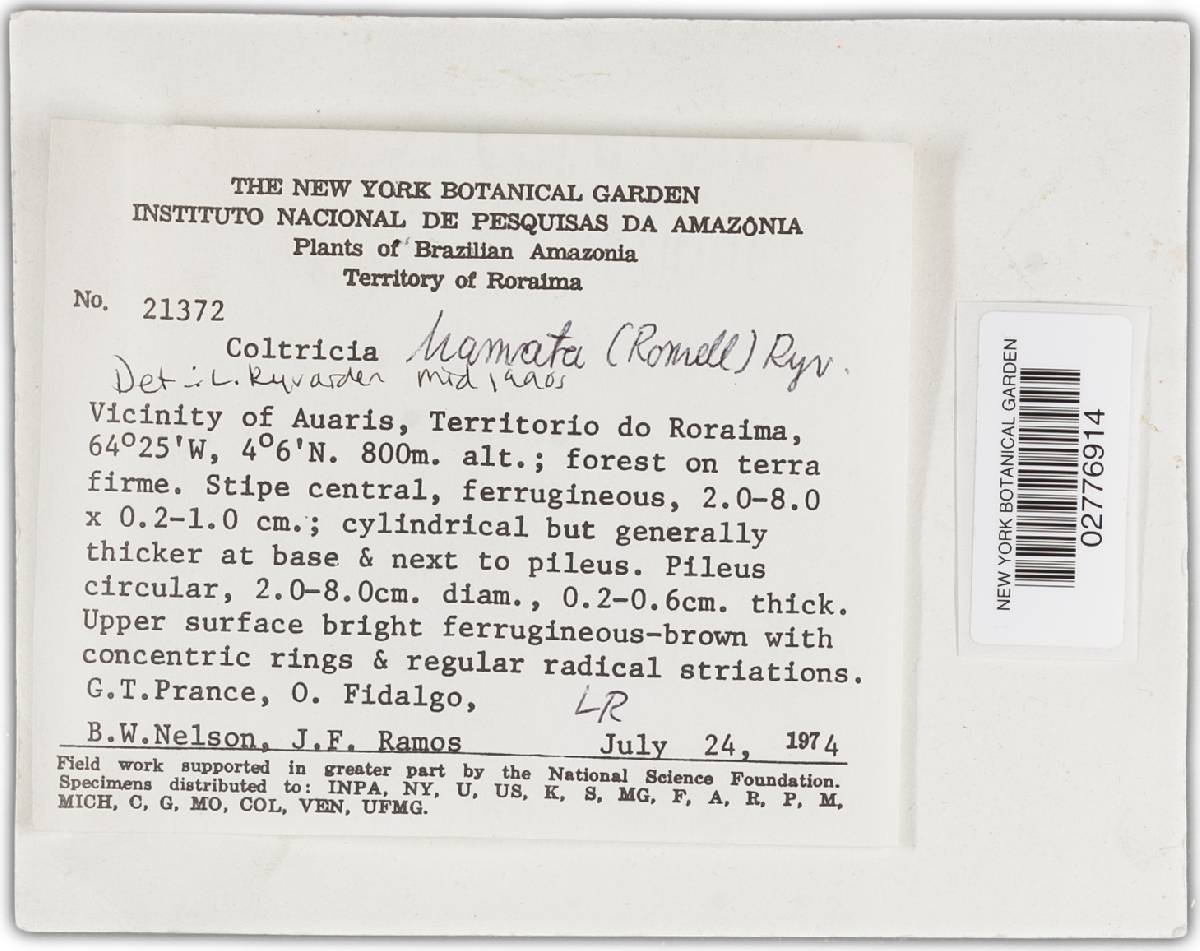 THE NEW YORK BOTANICAL GARDEN
INSTITUTO NACIONAL DE PESQUISAS DA AMAZÔNIA
Plants of Brazilian Amazonia
Territory of Roraima
No. 21372
Coltricia hamata (Romell) Ryv.
Det: L. Ryvarden mid 1990s
Vicinity of Auaris, Territorio do Roraima,
64°25'W, 4°6'N. 800m. alt.; forest on terra
firme. Stipe central, ferrugineous, 2.0-8.0
x 0.2-1.0 cm.; cylindrical but generally
thicker at base & next to pileus. Pileus
circular, 2.0-8.0cm. diam., 0.2-0.6cm. thick.
Upper surface bright ferrugineous-brown with
concentric rings & regular radical striations.
G.T.Prance, O. Fidalgo, LR
B.W.Nelson, J.F. Ramos July 24, 1974
Field work supported in greater part by the National Science Foundation.
Specimens distributed to: INPA, NY, U, US, K, S, MG, F, A, R, P, M,
MICH, C, G, MO, COL, VEN, UFMG.
NEW YORK BOTANICAL GARDEN
02776914